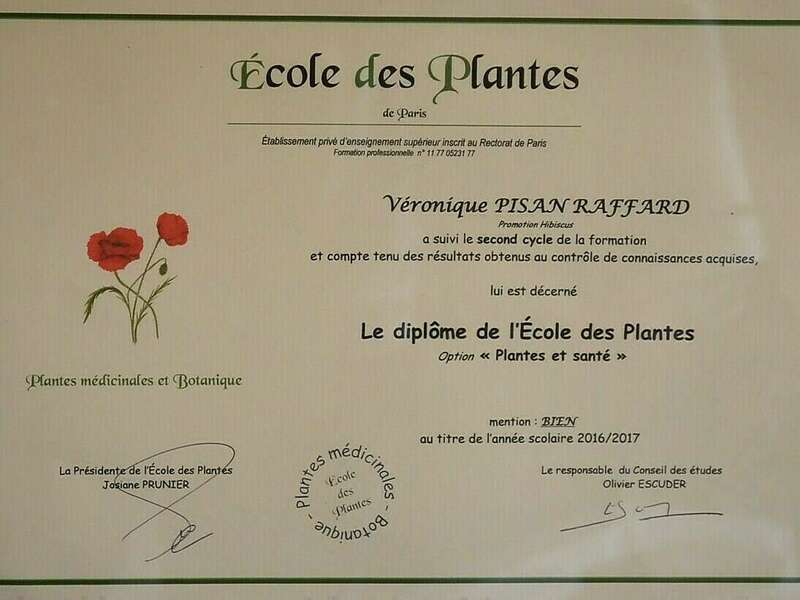 École des Plantes
de Paris
Établissement privé d'enseignement supérieur inscrit au Rectorat de Paris
Formation professionnelle n° 11 77 05231 77
Véronique PISAN RAFFARD
Promotion Hibiscus
a suivi le second cycle de la formation
et compte tenu des résultats obtenus au contrôle de connaissances acquises,
lui est décerné
Le diplôme de l'École des Plantes
Option « Plantes et santé »
Plantes médicinales et Botanique
mention : BIEN
au titre de l'année scolaire 2016/2017
La Présidente de l'École des Plantes
Josiane PRUNIER
Plantes médicinales - Botanique -
École
des
Plantes
Le responsable du Conseil des études
Olivier ESCUDER